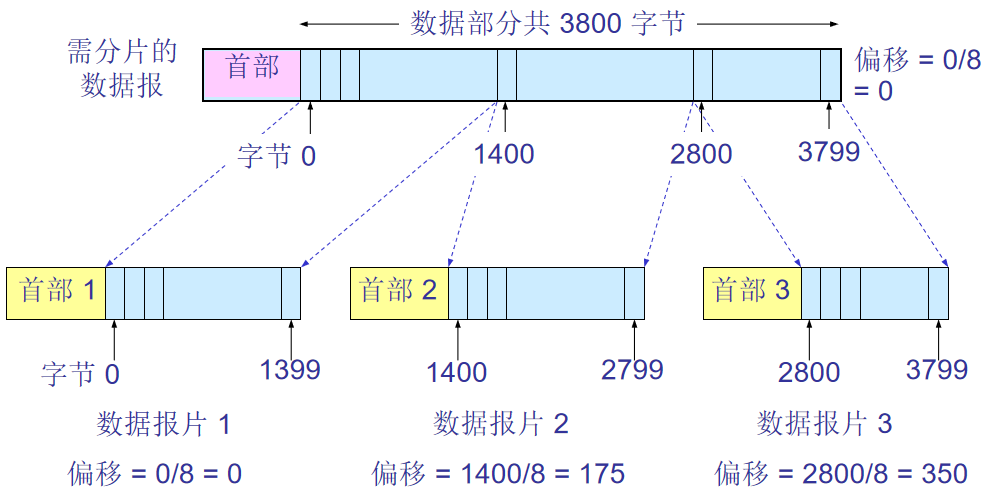 数据部分共 3800 字节
需分片的
数据报
首部
偏移 = 0/8
= 0
字节 0
1400
2800
3799
首部 1
首部 2
首部 3
字节 0
1399
1400
2799
2800
3799
数据报片 1
数据报片 2
数据报片 3
偏移 = 0/8 = 0
偏移 = 1400/8 = 175
偏移 = 2800/8 = 350